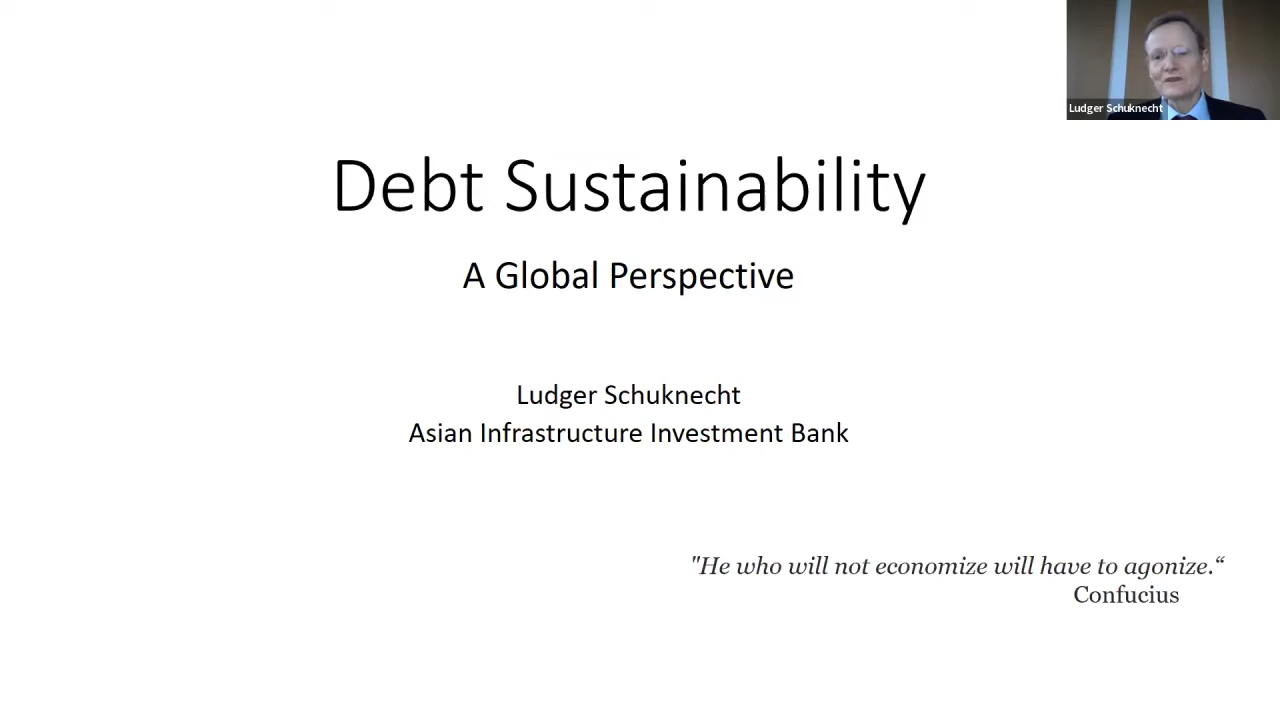 Ludger Schuknecht
Debt Sustainability
A Global Perspective
Ludger Schuknecht
Asian Infrastructure Investment Bank
"He who will not economize will have to agonize.“
Confucius